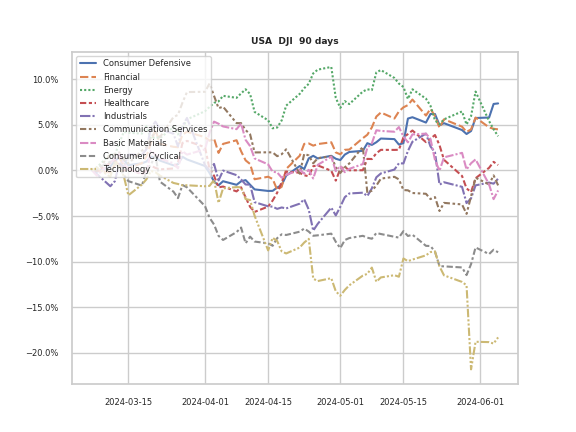 USA DJI 90 days
10.0%
5.0%
0.0%
−5.0%
−10.0%
−15.0%
−20.0%
Consumer Defensive
Financial
Energy
Healthcare
Industrials
Communication Services
Basic Materials
Consumer Cyclical
Technology
2024-03-15
2024-04-01
2024-04-15
2024-05-01
2024-05-15
2024-06-01